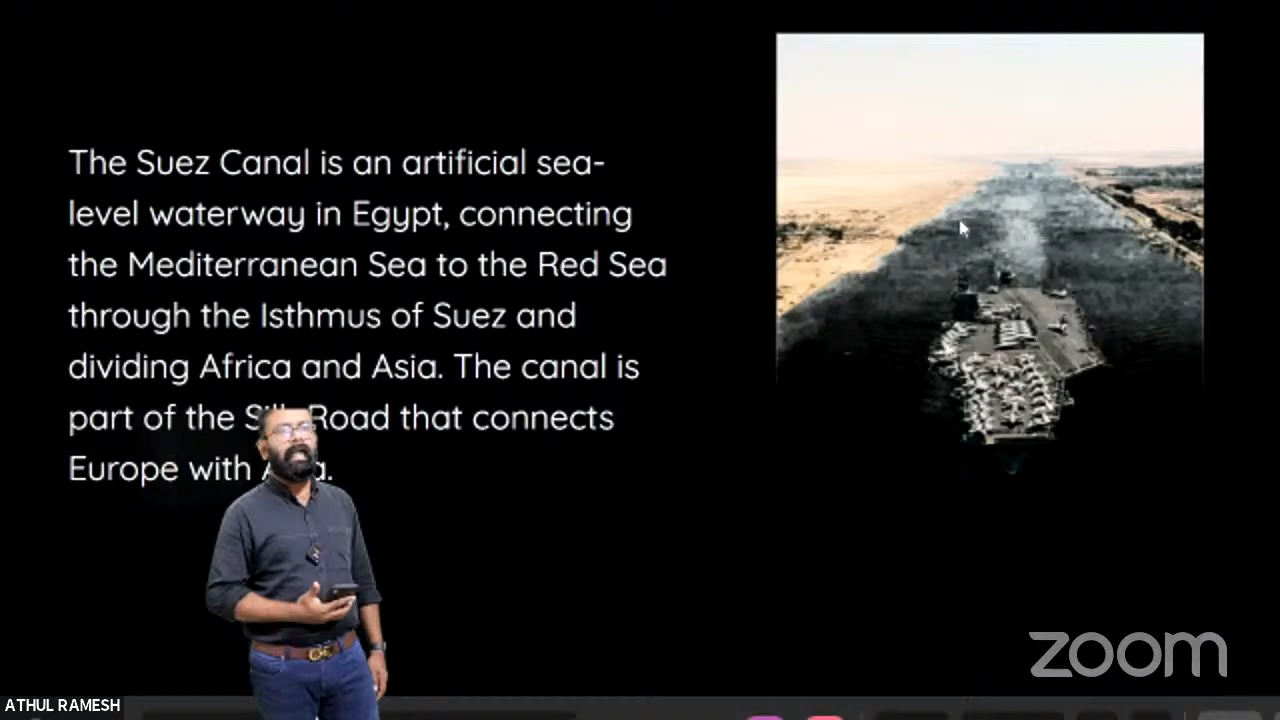 The Suez Canal is an artificial sea-
level waterway in Egypt, connecting
the Mediterranean Sea to the Red Sea
through the Isthmus of Suez and
dividing Africa and Asia. The canal is
part of the Road that connects
Europe with
zoom
ATHUL RAMESH